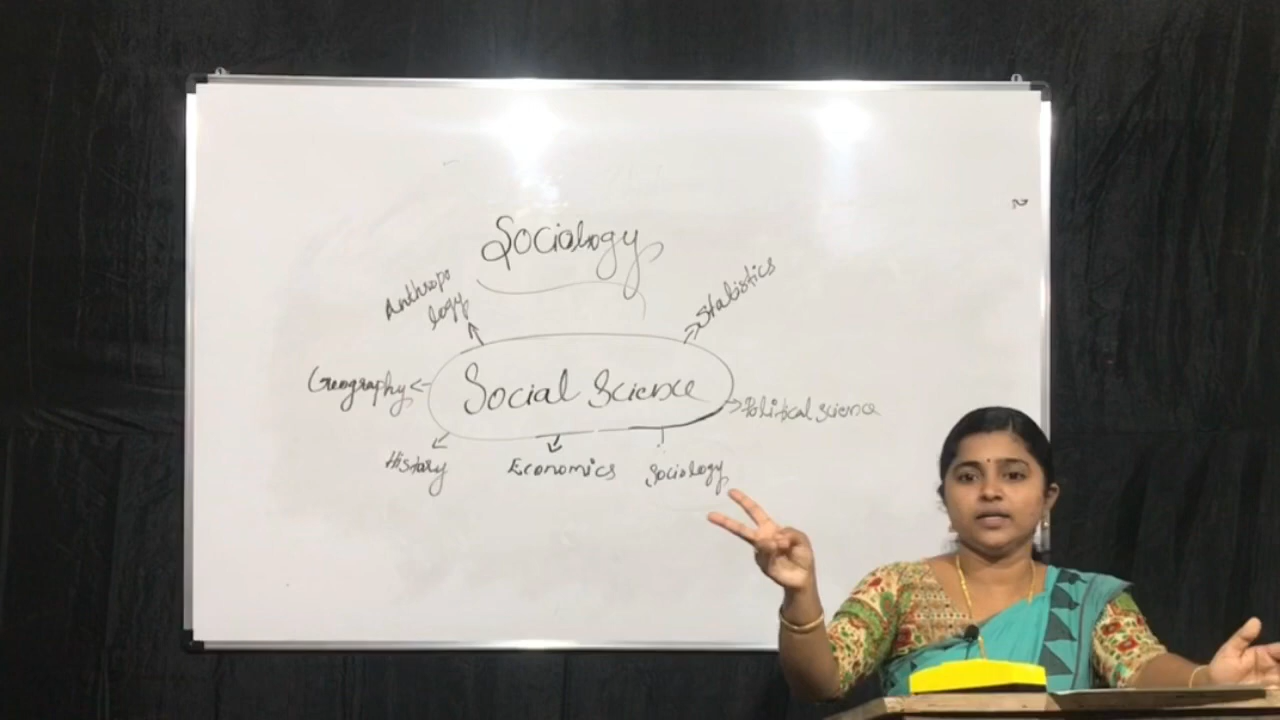 Sociology
Anthropo
logy
Statistics
Geography
Social Science
Political science
History
Economics
Sociology